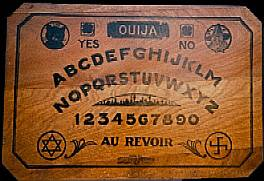 OUIJA
YES NO
ABCDEFGHIJKLM
NOPQRSTUVWXYZ
1234567890
AU REVOIR